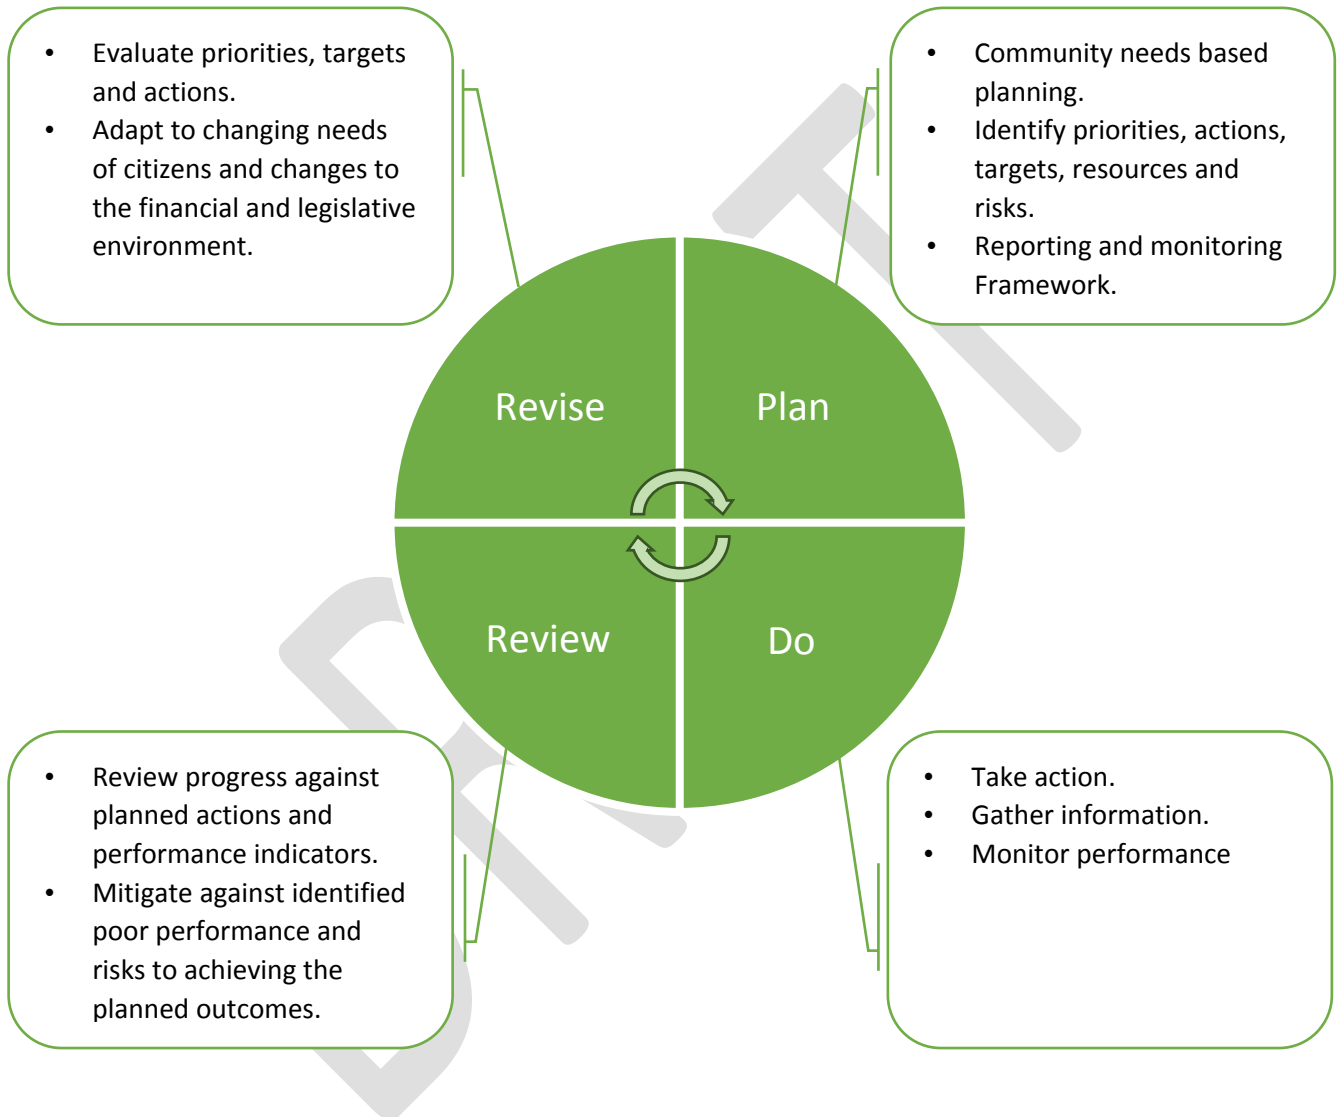 • Evaluate priorities, targets
and actions.
• Adapt to changing needs
of citizens and changes to
the financial and legislative
environment.
• Community needs based
planning.
• Identify priorities, actions,
targets, resources and
risks.
• Reporting and monitoring
Framework.
Revise
Plan
Review
Do
• Review progress against
planned actions and
performance indicators.
• Mitigate against identified
poor performance and
risks to achieving the
planned outcomes.
• Take action.
• Gather information.
• Monitor performance
DRAFT